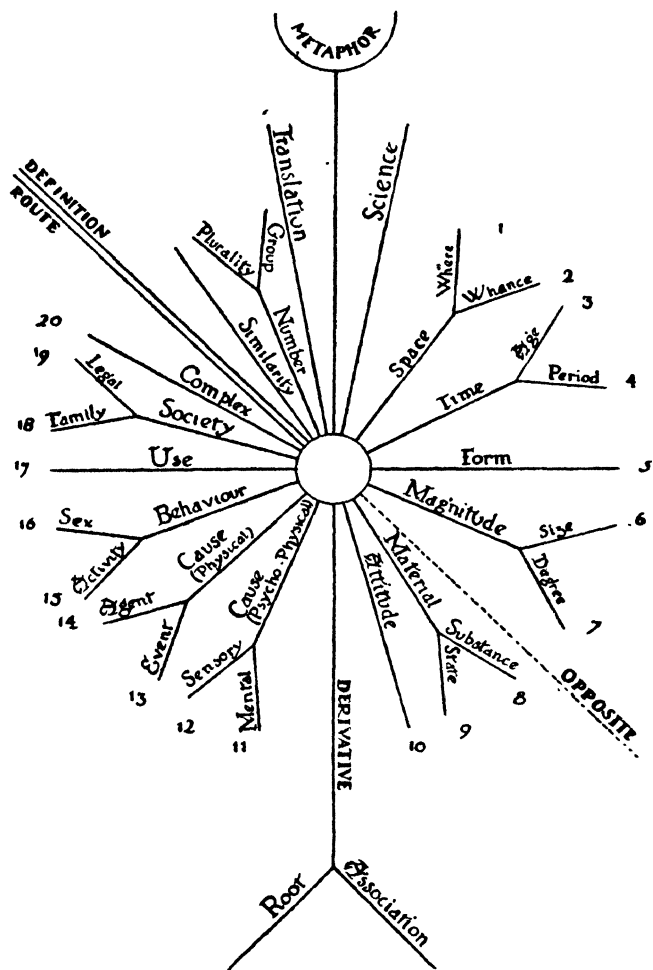 METAPHOR
Translation
Science
DEFINITION
ROUTE
Plurality
Group
Number
Similarity
Space
Where
Whance
1
2
3
Time
Age
Period
4
20
19
Complex
Legal
Society
Family
18
17
Use
Form
5
16
Sex
Behaviour
Activity
15
Magnitude
Size
6
Degree
7
Cause
(Physical)
Agent
14
Event
13
Cause
(Psycho-Physical)
Sensory
12
Mental
11
Attitude
10
Material
Substance
8
State
9
OPPOSITE
DERIVATIVE
Root
Association